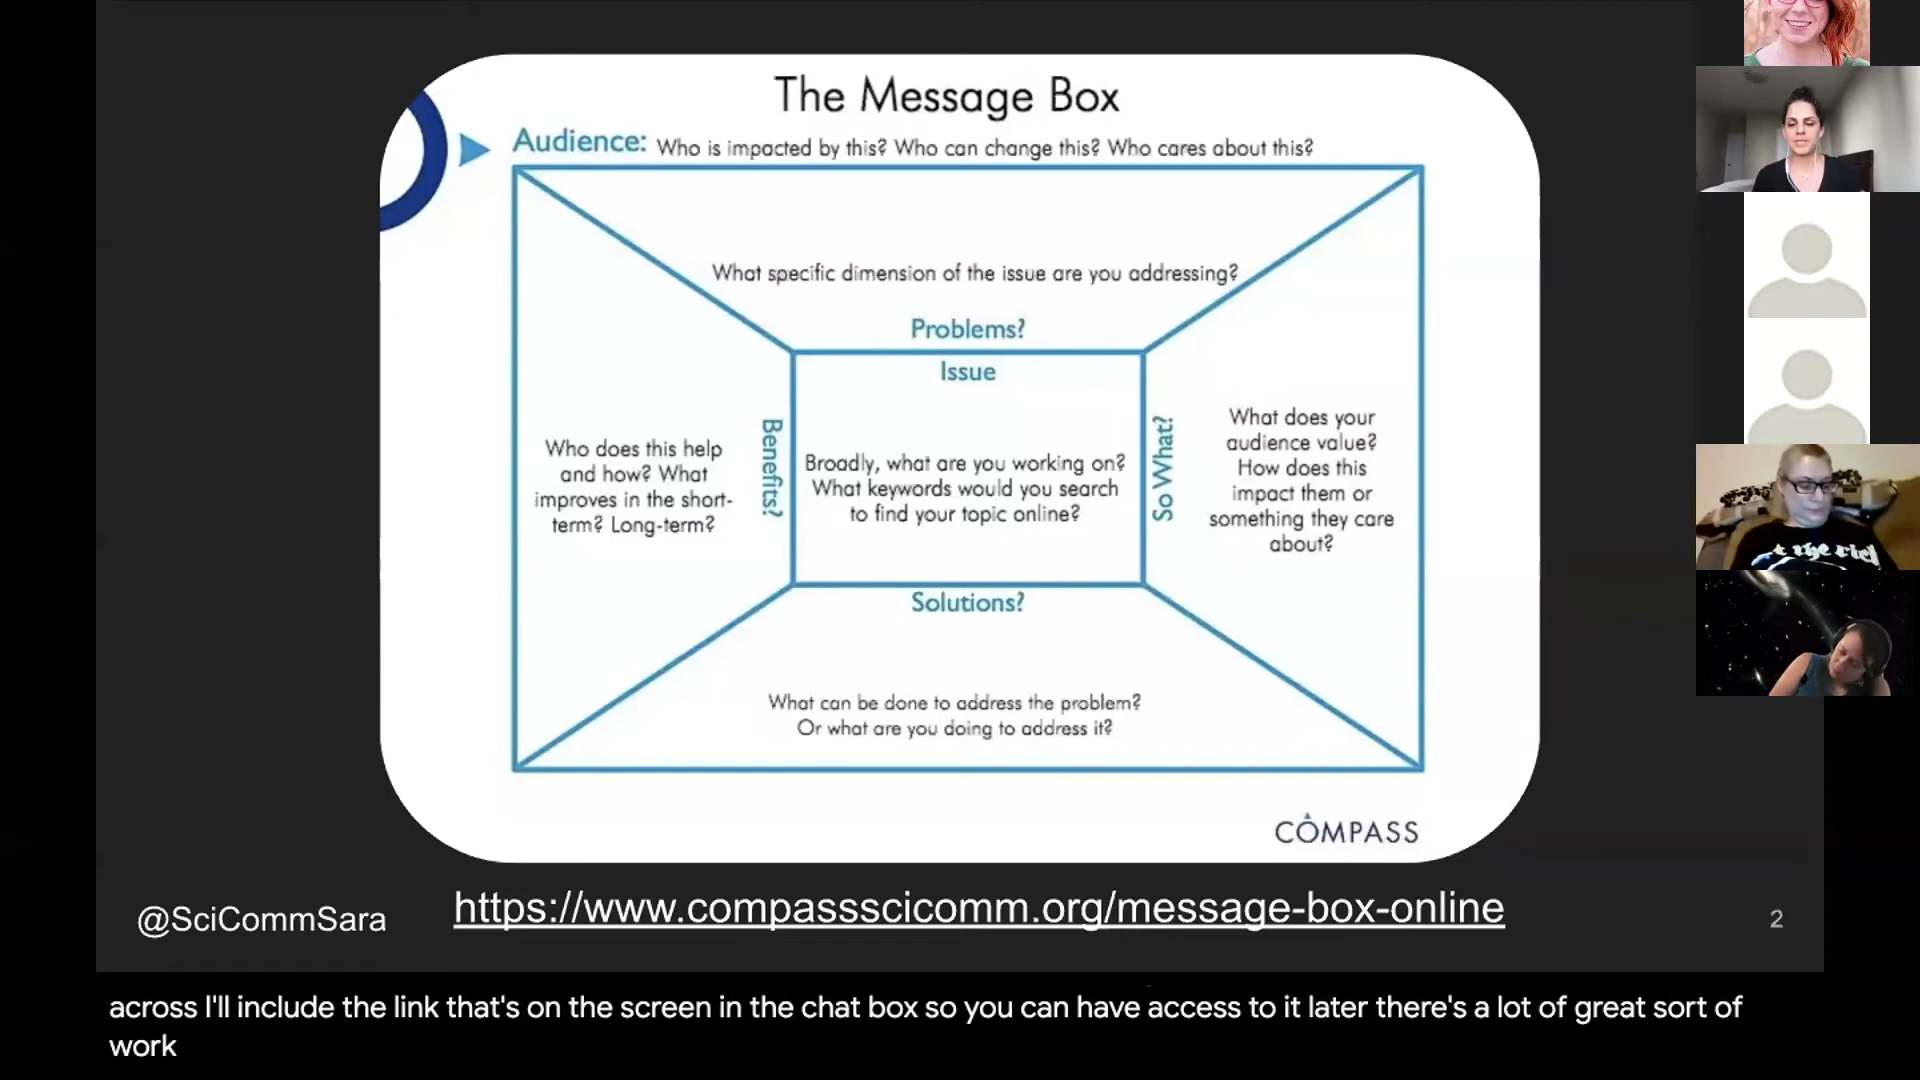 The Message Box
Audience: Who is impacted by this? Who can change this? Who cares about this?
What specific dimension of the issue are you addressing?
Problems?
Issue
Broadly, what are you working on?
What keywords would you search
to find your topic online?
Benefits?
Who does this help
and how? What
improves in the short-
term? Long-term?
So What?
What does your
audience value?
How does this
impact them or
something they care
about?
Solutions?
What can be done to address the problem?
Or what are you doing to address it?
COMPASS
@SciCommSara
https://www.compassscicomm.org/message-box-online
2
the
across I'll include the link that's on the screen in the chat box so you can have access to it later there's a lot of great sort of
work